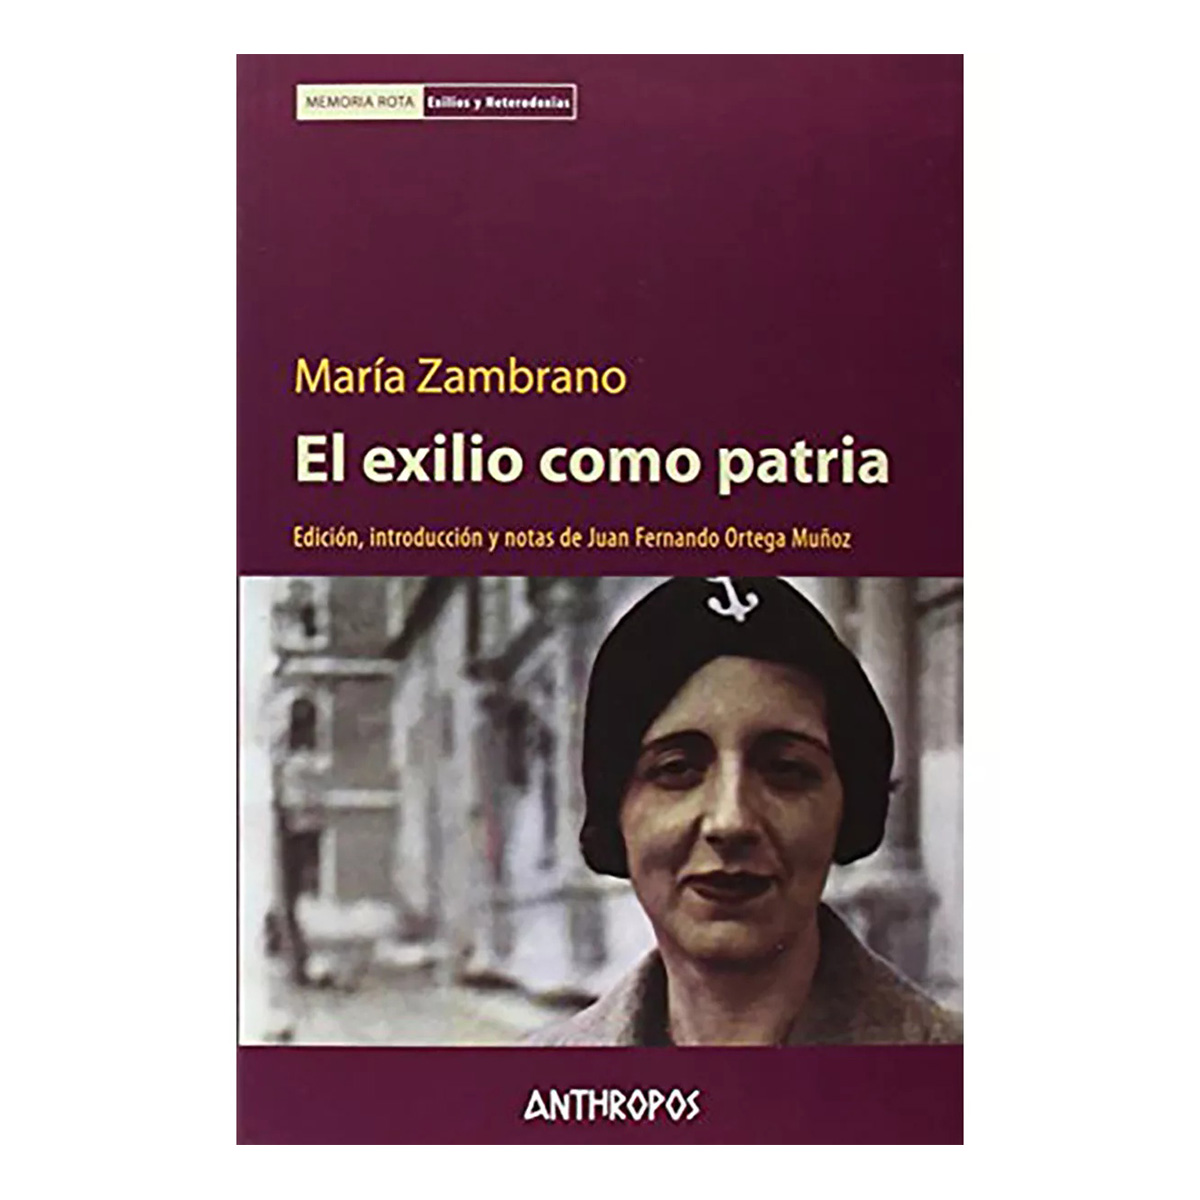 MEMORIA ROTA Exilios y Heterodoxias
María Zambrano
El exilio como patria
Edición, introducción y notas de Juan Fernando Ortega Muñoz
ANTHROPOS